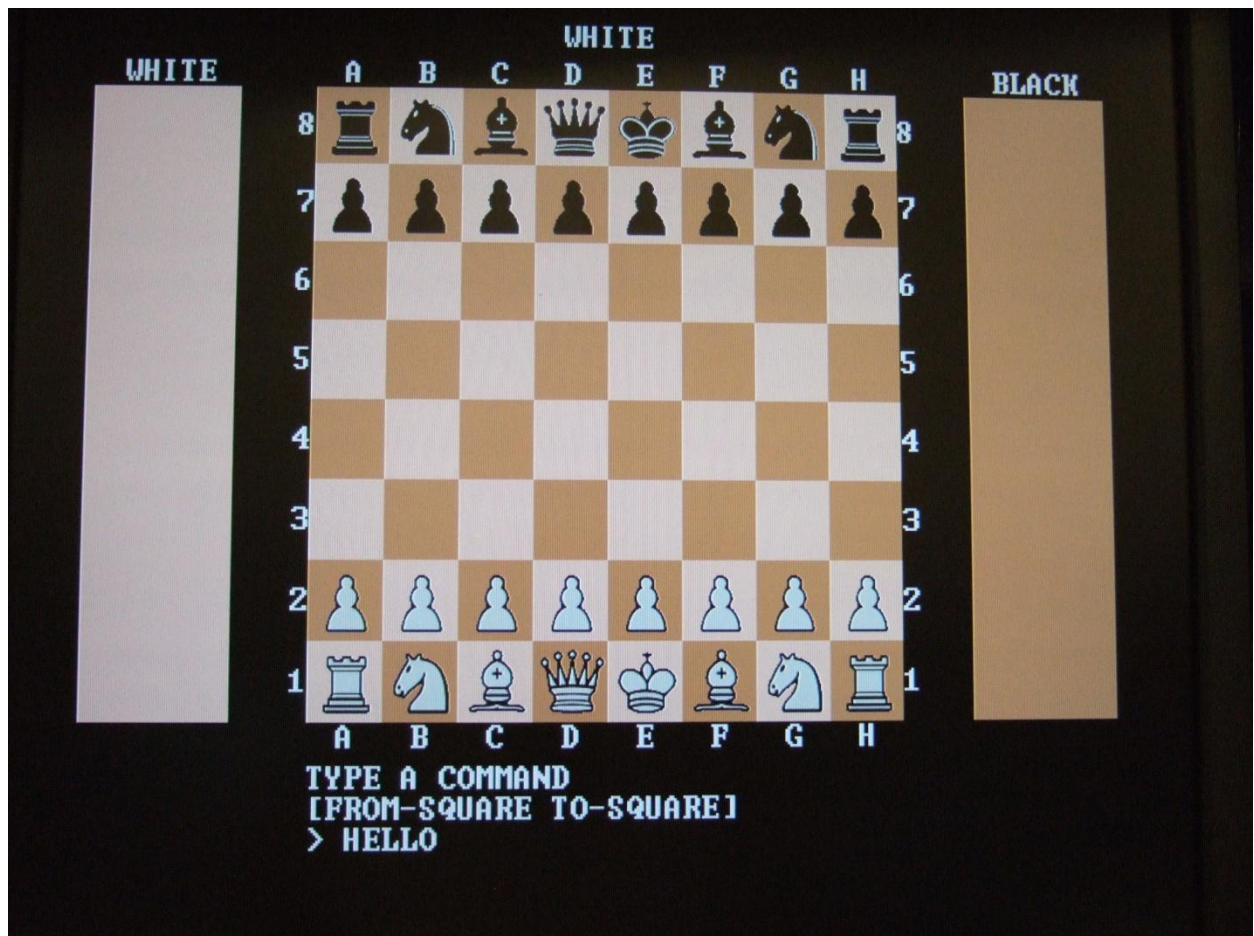 WHITE
WHITE
BLACK
A B C D E F G H
8 8
7 7
6 6
5 5
4 4
3 3
2 2
1 1
A B C D E F G H
TYPE A COMMAND
[FROM-SQUARE TO-SQUARE]
> HELLO